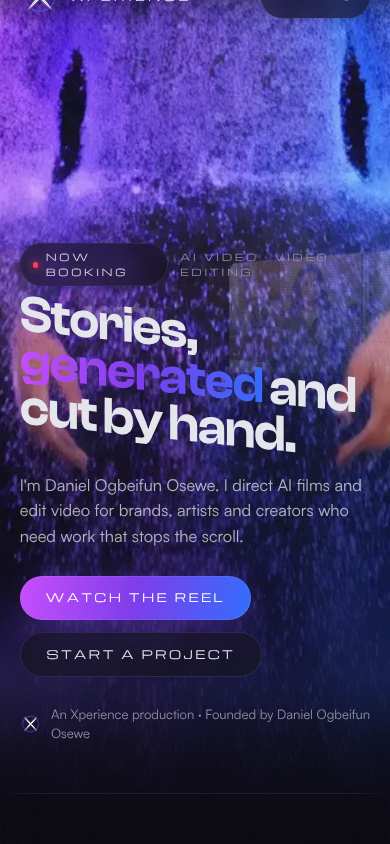 XPERIENCE
NOW
BOOKING
AI VIDEO · VIDEO
EDITING
Stories,
generated and
cut by hand.
I'm Daniel Ogbeifun Osewe. I direct AI films and
edit video for brands, artists and creators who
need work that stops the scroll.
WATCH THE REEL
START A PROJECT
An Xperience production · Founded by Daniel Ogbeifun
Osewe